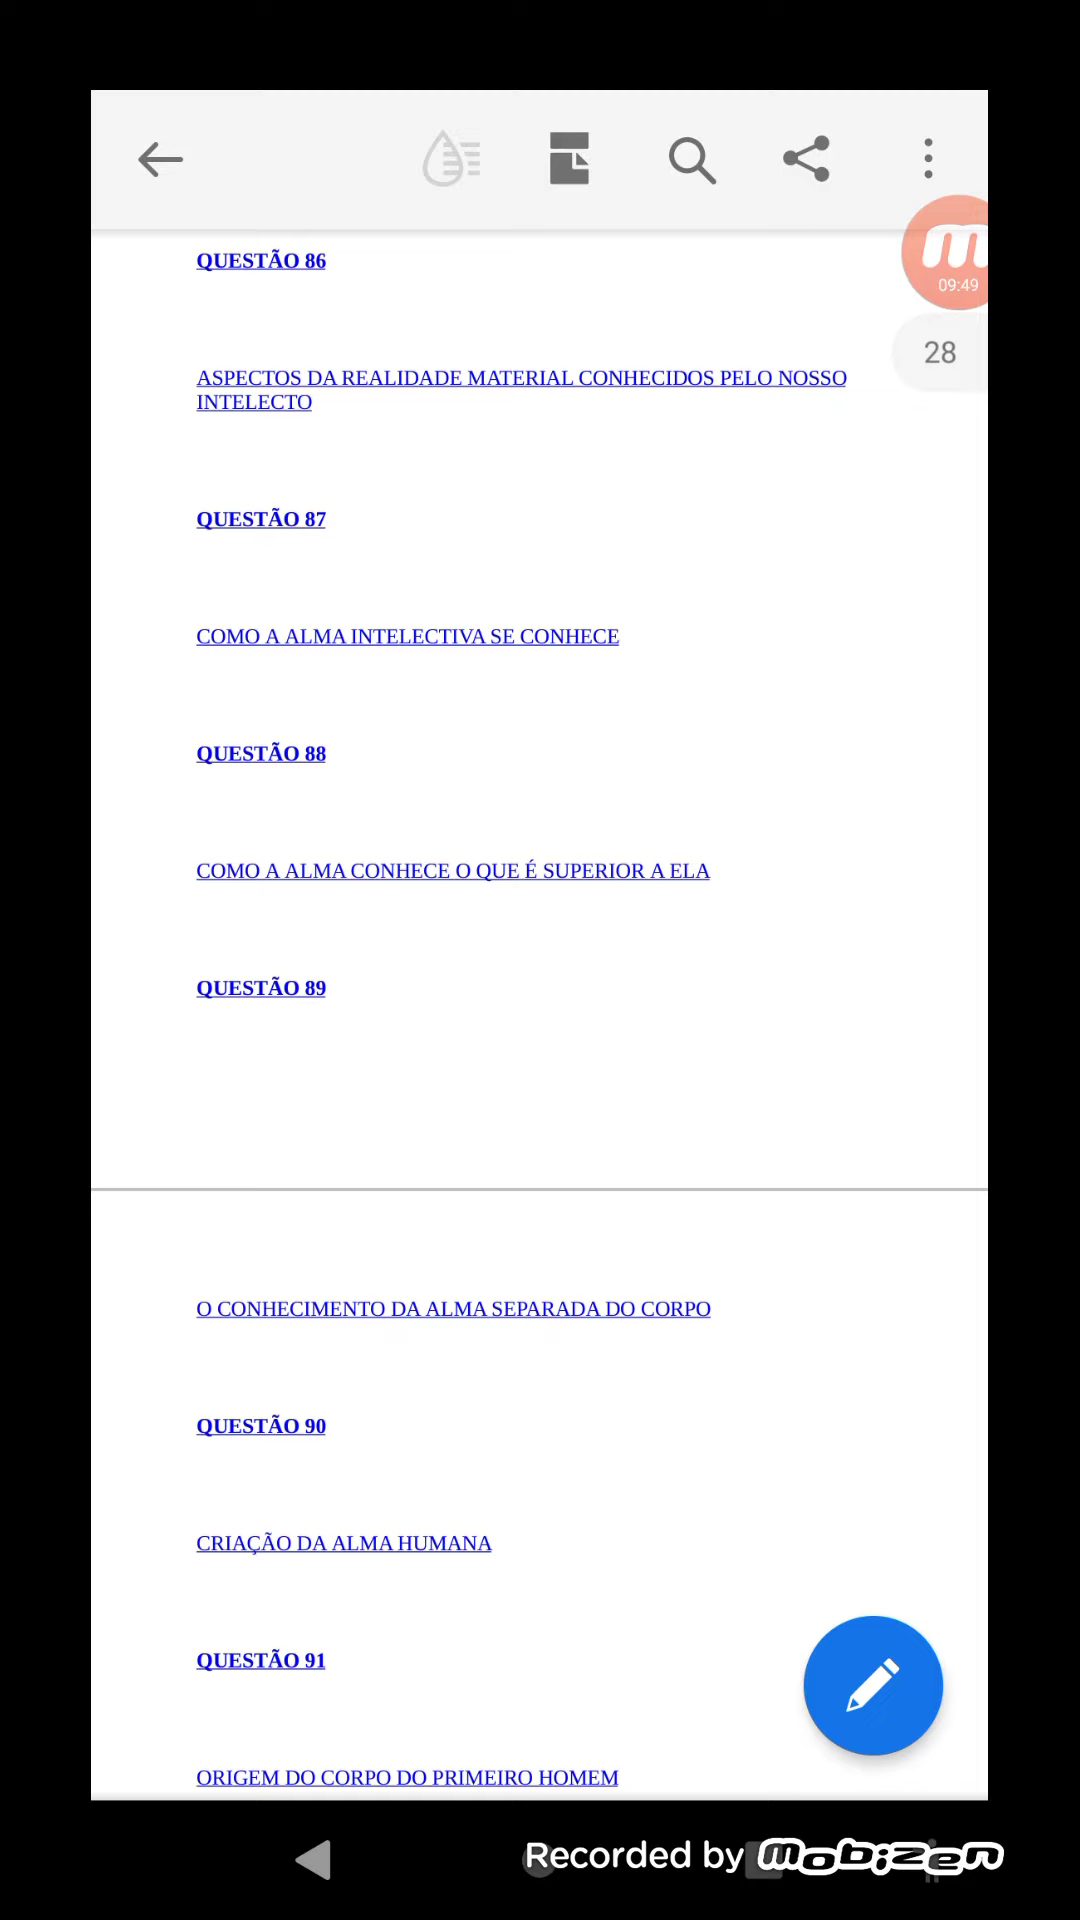 09:49
28
QUESTÃO 86
ASPECTOS DA REALIDADE MATERIAL CONHECIDOS PELO NOSSO
INTELECTO
QUESTÃO 87
COMO A ALMA INTELECTIVA SE CONHECE
QUESTÃO 88
COMO A ALMA CONHECE O QUE É SUPERIOR A ELA
QUESTÃO 89
O CONHECIMENTO DA ALMA SEPARADA DO CORPO
QUESTÃO 90
CRIAÇÃO DA ALMA HUMANA
QUESTÃO 91
ORIGEM DO CORPO DO PRIMEIRO HOMEM
Recorded by mobizen